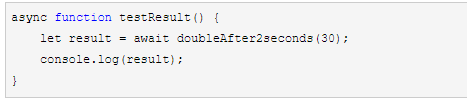 async function testResult() {
    let result = await doubleAfter2seconds(30);
    console.log(result);
}